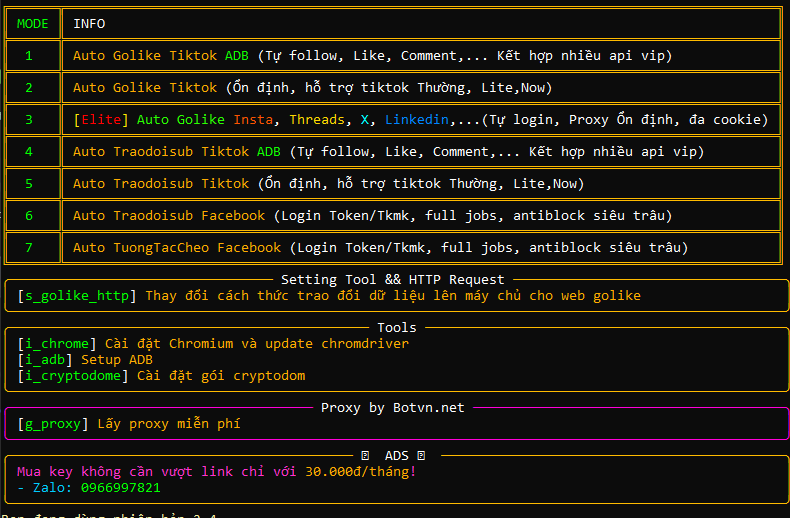 MODE INFO
1 Auto Golike Tiktok ADB (Tự follow, Like, Comment,... Kết hợp nhiều api vip)
2 Auto Golike Tiktok (Ổn định, hỗ trợ tiktok Thường, Lite,Now)
3 [Elite] Auto Golike Insta, Threads, X, Linkedin,...(Tự login, Proxy Ổn định, đa cookie)
4 Auto Traodoisub Tiktok ADB (Tự follow, Like, Comment,... Kết hợp nhiều api vip)
5 Auto Traodoisub Tiktok (Ổn định, hỗ trợ tiktok Thường, Lite,Now)
6 Auto Traodoisub Facebook (Login Token/Tkmk, full jobs, antiblock siêu trâu)
7 Auto TuongTacCheo Facebook (Login Token/Tkmk, full jobs, antiblock siêu trâu)
Setting Tool && HTTP Request
[s_golike_http] Thay đổi cách thức trao đổi dữ liệu lên máy chủ cho web golike
Tools
[i_chrome] Cài đặt Chromium và update chromdriver
[i_adb] Setup ADB
[i_cryptodome] Cài đặt gói cryptodom
Proxy by Botvn.net
[g_proxy] Lấy proxy miễn phí
ADS
Mua key không cần vượt link chỉ với 30.000đ/tháng!
- Zalo: 0966997821